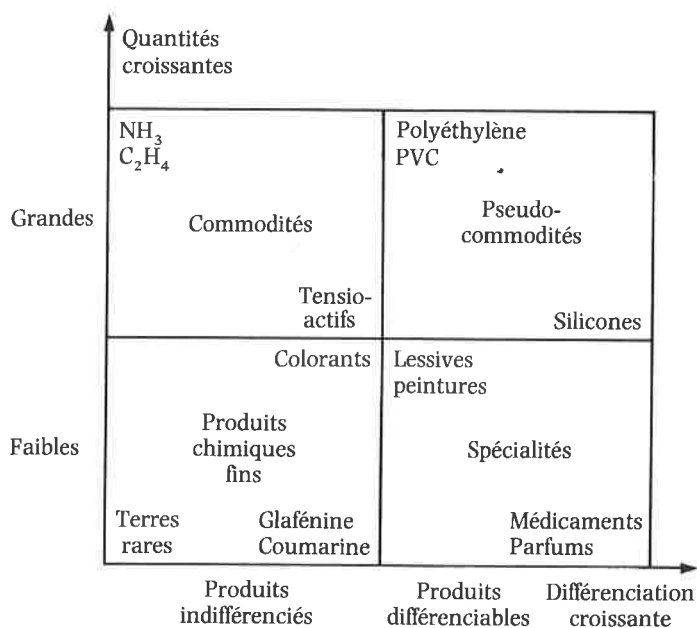 Quantités
croissantes
NH₃
C₂H₄
Polyéthylène
PVC
Grandes
Commodités
Pseudo-
commodités
Tensio-
actifs
Silicones
Colorants
Lessives
peintures
Faibles
Produits
chimiques
fins
Spécialités
Terres
rares
Glafénine
Coumarine
Médicaments
Parfums
Produits
indifférenciés
Produits
différenciables
Différenciation
croissante